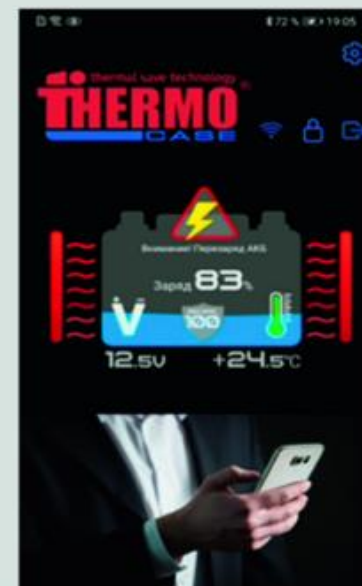 72 % 19:05
thermal save technology
THERMO®
CASE
Внимание! Перезаряд АКБ
Заряд 83%
100
12.5V +24.5°C